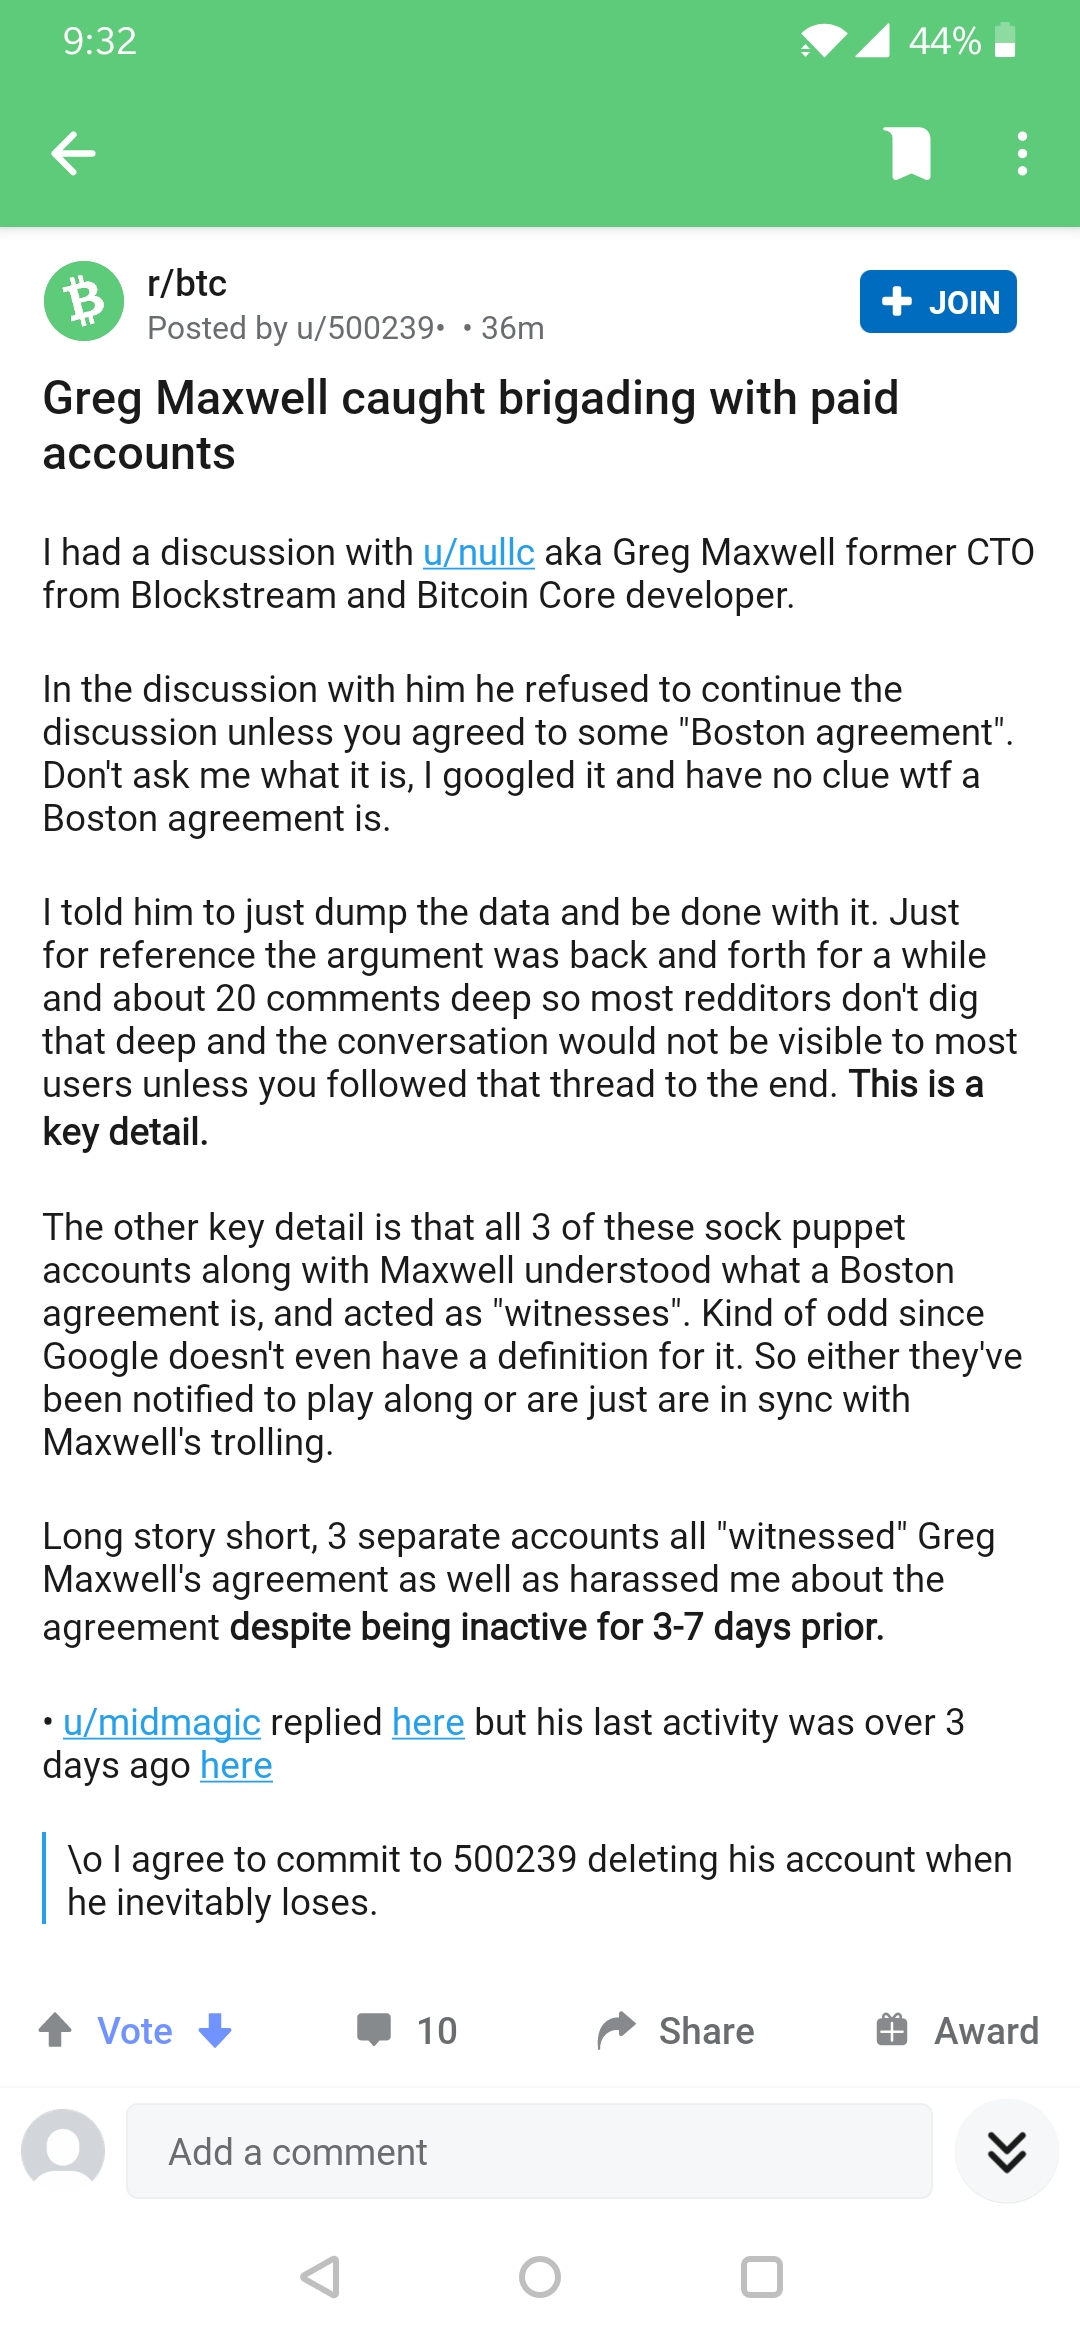 9:32
44%
r/btc
Posted by u/500239• • 36m
JOIN
Greg Maxwell caught brigading with paid
accounts
I had a discussion with u/nullc aka Greg Maxwell former CTO
from Blockstream and Bitcoin Core developer.
In the discussion with him he refused to continue the
discussion unless you agreed to some "Boston agreement".
Don't ask me what it is, I googled it and have no clue wtf a
Boston agreement is.
I told him to just dump the data and be done with it. Just
for reference the argument was back and forth for a while
and about 20 comments deep so most redditors don't dig
that deep and the conversation would not be visible to most
users unless you followed that thread to the end. This is a
key detail.
The other key detail is that all 3 of these sock puppet
accounts along with Maxwell understood what a Boston
agreement is, and acted as "witnesses". Kind of odd since
Google doesn't even have a definition for it. So either they've
been notified to play along or are just are in sync with
Maxwell's trolling.
Long story short, 3 separate accounts all "witnessed" Greg
Maxwell's agreement as well as harassed me about the
agreement despite being inactive for 3-7 days prior.
• u/midmagic replied here but his last activity was over 3
days ago here
\o I agree to commit to 500239 deleting his account when
he inevitably loses.
Vote 10 Share Award
Add a comment